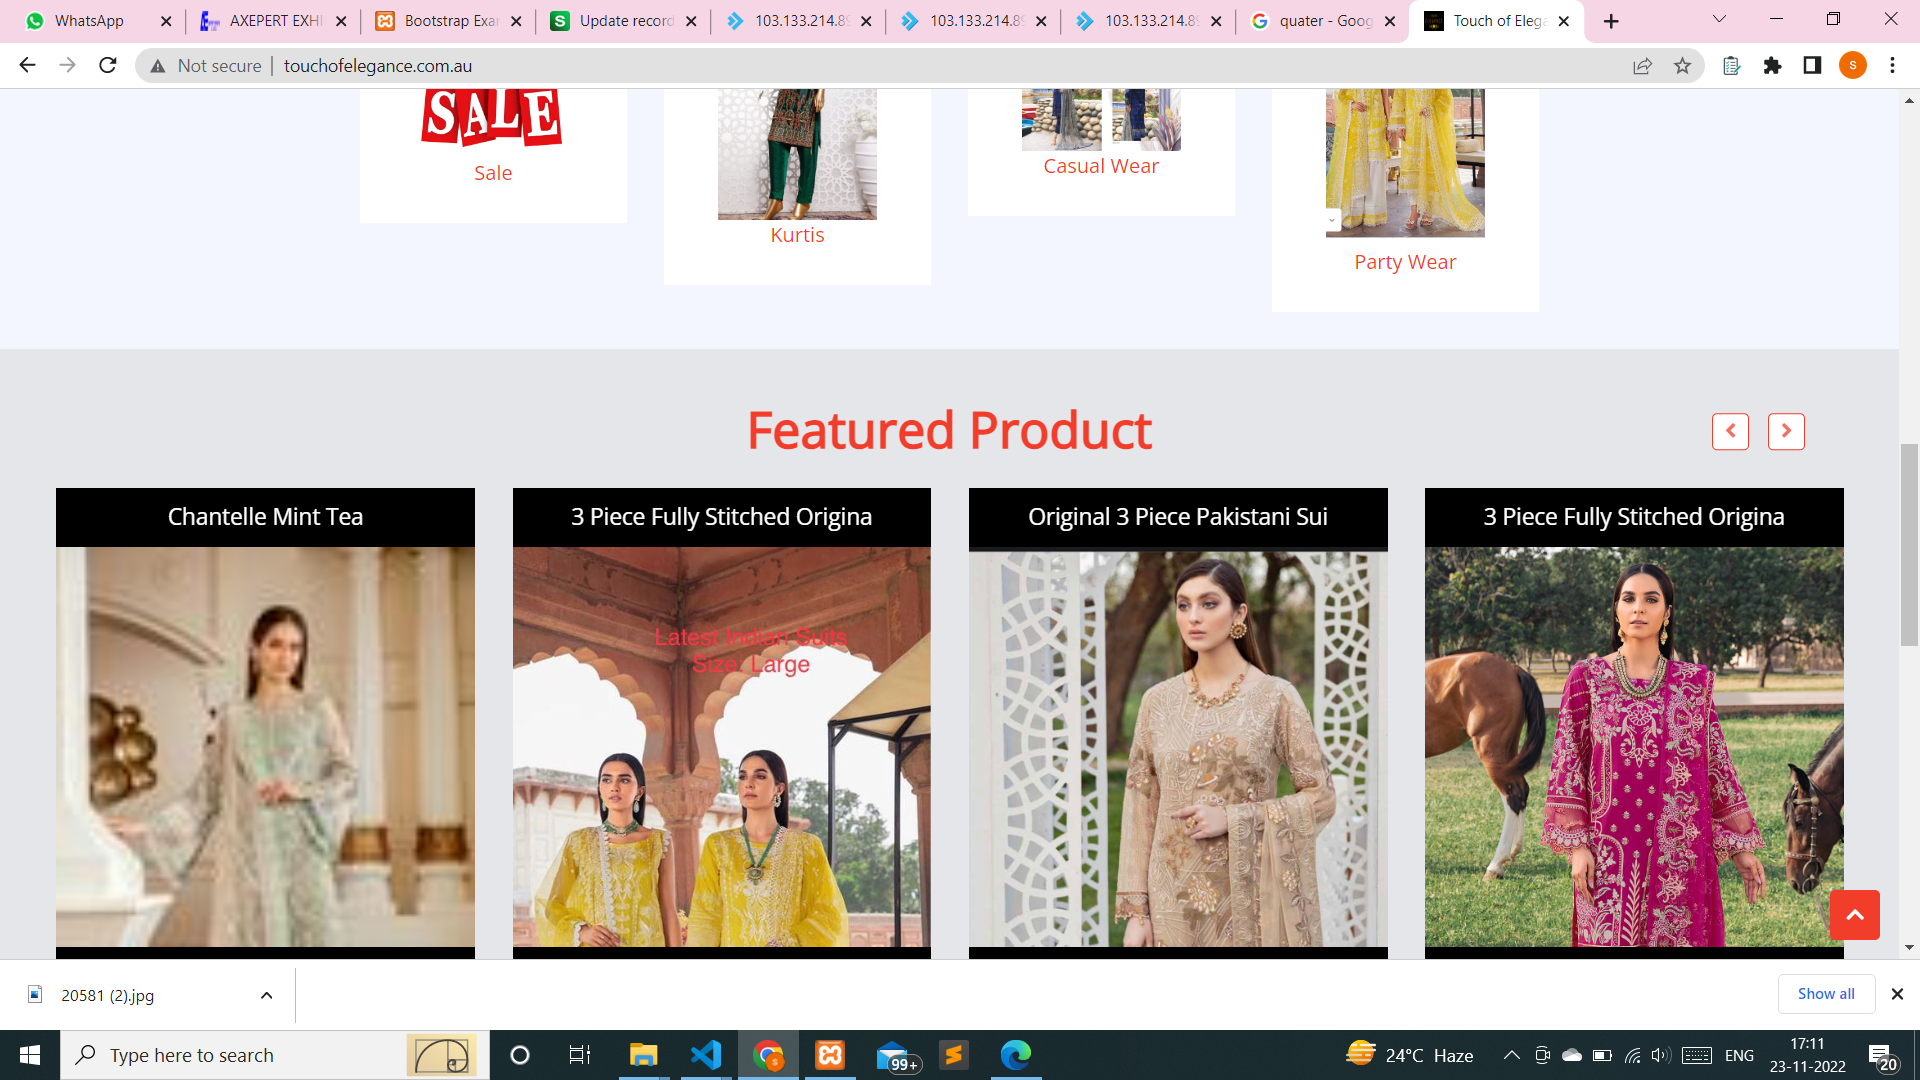 WhatsApp
AXEPERT EXHI
Bootstrap Exar
Update record
103.133.214.89
103.133.214.89
103.133.214.89
quater - Goog
Touch of Elega
Not secure
touchofelegance.com.au
S
SALE
Sale
Kurtis
Casual Wear
Party Wear
Featured Product
Chantelle Mint Tea
3 Piece Fully Stitched Origina
Original 3 Piece Pakistani Sui
3 Piece Fully Stitched Origina
Latest Indian Suits
Size: Large
20581 (2).jpg
Show all
Type here to search
99+
24°C Haze
ENG
17:11
23-11-2022
20